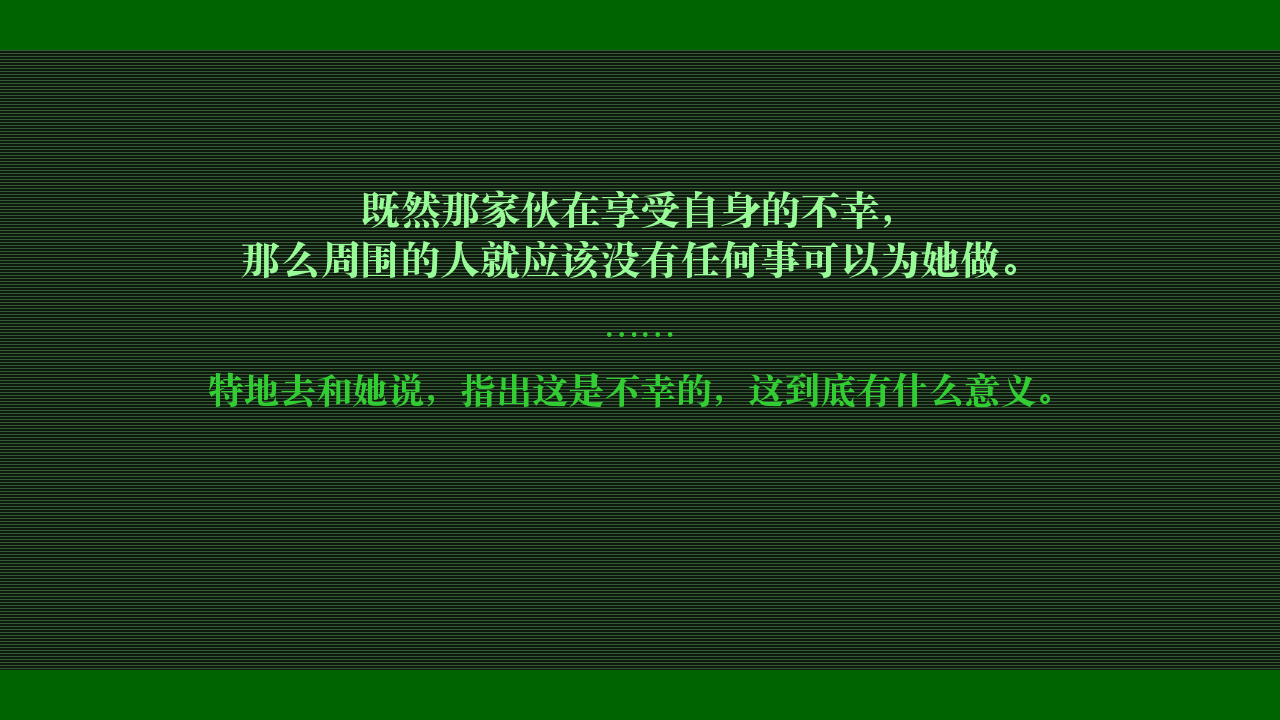 既然那家伙在享受自身的不幸，
那么周围的人就应该没有任何事可以为她做。
……
特地去和她说，指出这是不幸的，这到底有什么意义。